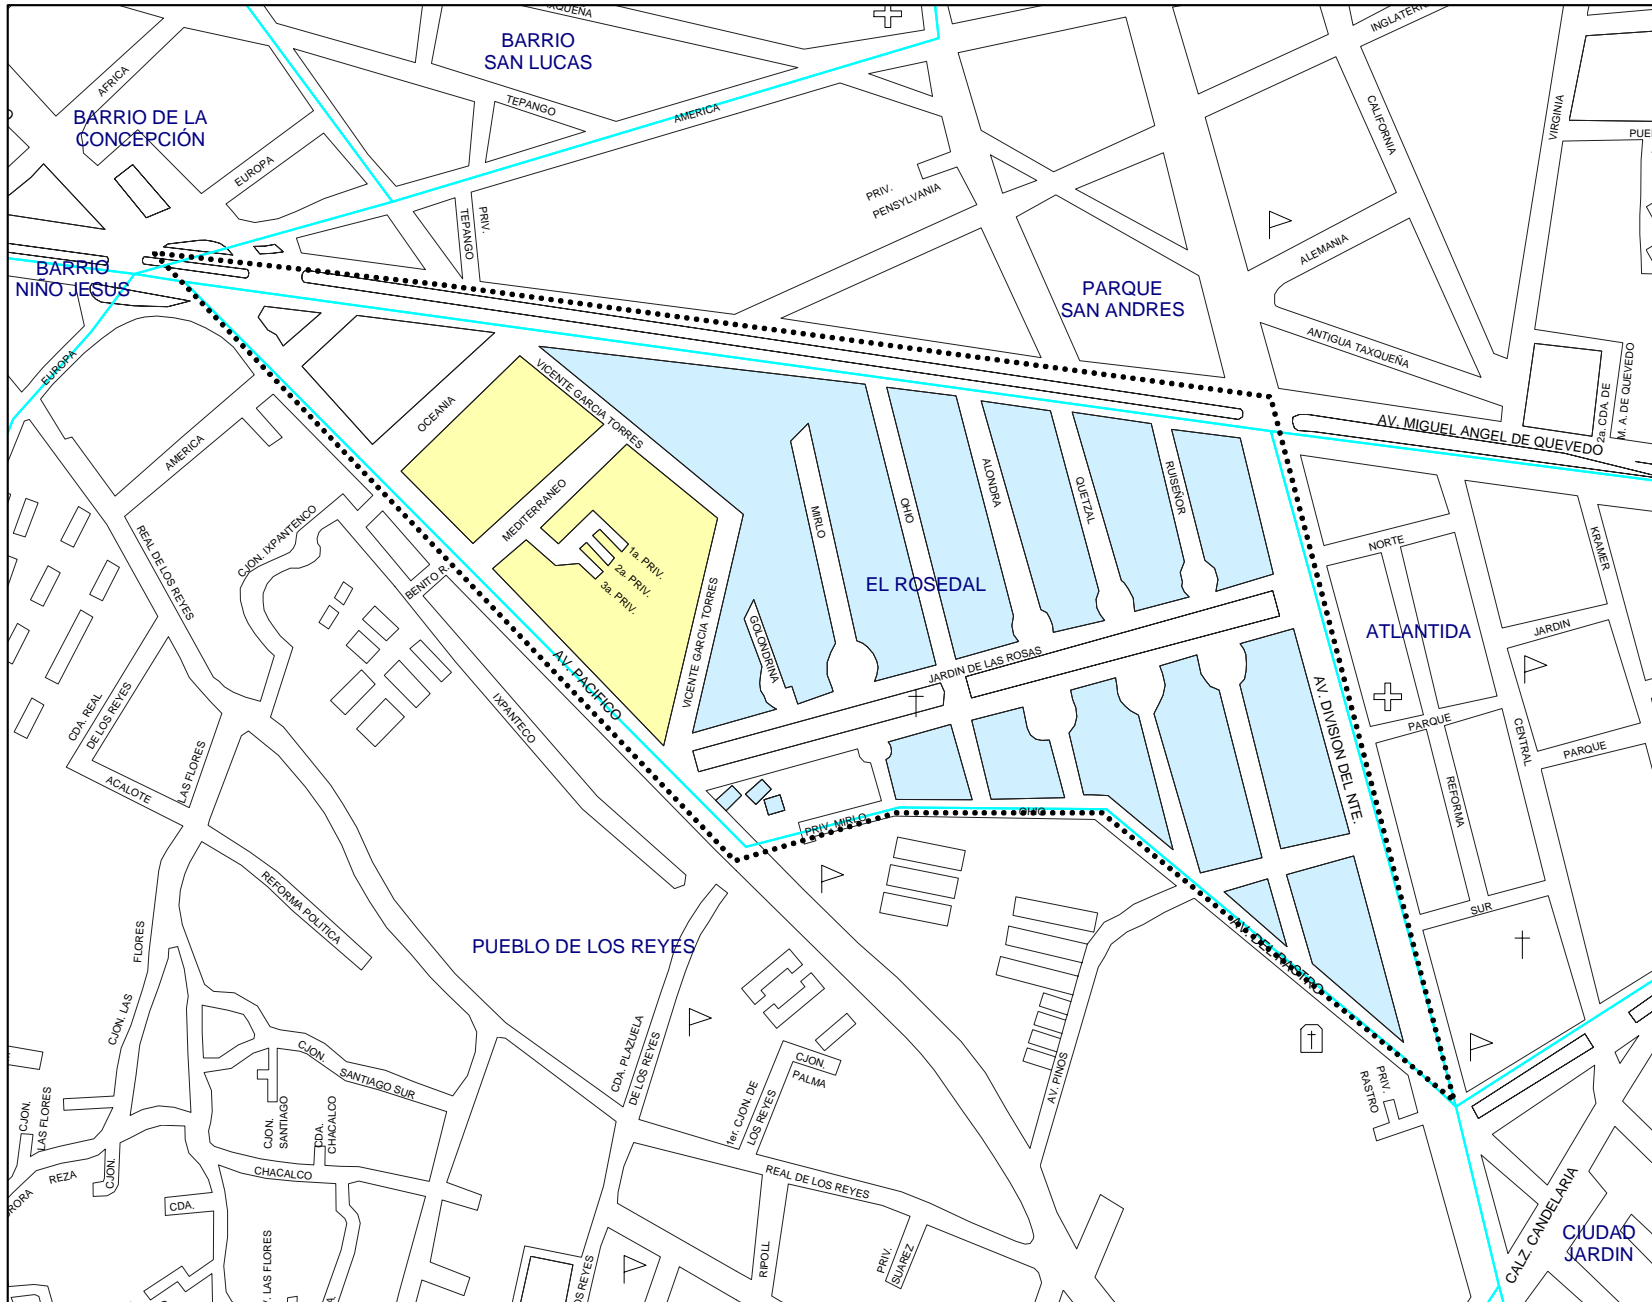 TEPANGO
AMERICA
BARRIO
SAN LUCAS
AFRICA
BARRIO DE LA
CONCEPCIÓN
EUROPA
PRIV.
TEPANGO
PRIV.
PENSYLVANIA
CALIFORNIA
VIRGINIA
ALEMANIA
BARRIO
NIÑO JESUS
PARQUE
SAN ANDRES
ANTIGUA TAXQUEÑA
2a. CDA. DE
M. A. DE QUEVEDO
AV. MIGUEL ANGEL DE QUEVEDO
EUROPA
AMERICA
OCEANIA
VICENTE GARCIA TORRES
MEDITERRANEO
1a. PRIV.
2a. PRIV.
3a. PRIV.
VICENTE GARCIA TORRES
MIRLO
OHIO
ALONDRA
QUETZAL
RUISEÑOR
EL ROSEDAL
GOLONDRINA
JARDIN DE LAS ROSAS
NORTE
KRAMER
JARDIN
ATLANTIDA
PARQUE
CENTRAL
PARQUE
REFORMA
SUR
AV. DIVISION DEL NTE.
REAL DE LOS REYES
CJON. IXPANTENCO
BENITO R.
AV. PACIFICO
IXPANTECO
CDA. REAL
DE LOS REYES
LAS FLORES
ACALOTE
PRIV. MIRLO
OHIO
AV. DEL RASTRO
REFORMA POLITICA
PUEBLO DE LOS REYES
FLORES
CJON. LAS
CJON.
SANTIAGO SUR
CDA. PLAZUELA
DE LOS REYES
CJON.
PALMA
1er. CJON. DE
LOS REYES
AV. PINOS
PRIV.
RASTRO
CJON.
LAS FLORES
CJON.
SANTIAGO
CDA.
CHACALCO
REZA
CJON.
CHACALCO
CDA.
REAL DE LOS REYES
RIPOLL
PRIV.
SUAREZ
LAS FLORES
CALZ. CANDELARIA
CIUDAD
JARDIN